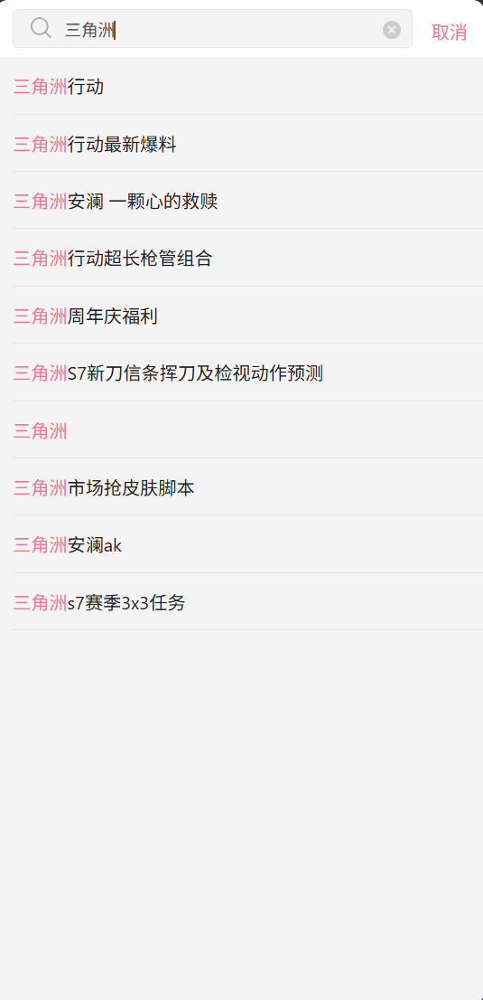 三角洲
取消
三角洲行动
三角洲行动最新爆料
三角洲安澜 一颗心的救赎
三角洲行动超长枪管组合
三角洲周年庆福利
三角洲S7新刀信条挥刀及检视动作预测
三角洲
三角洲市场抢皮肤脚本
三角洲安澜ak
三角洲s7赛季3x3任务